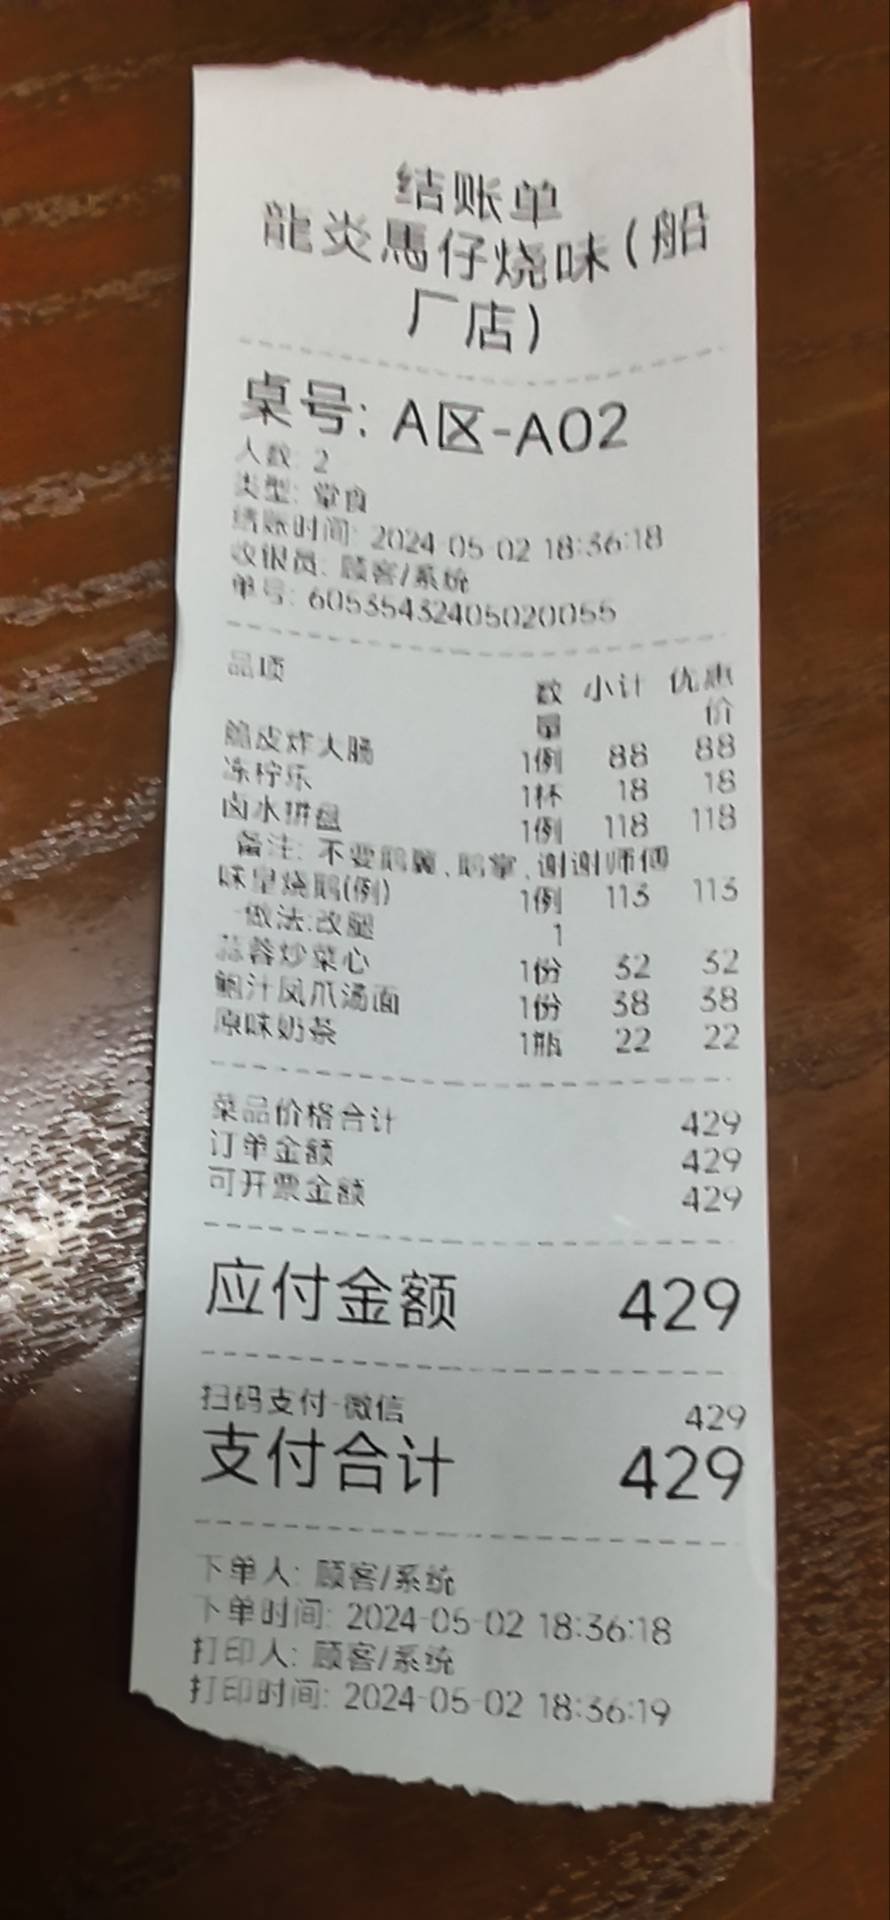 结账单
龍炎馬仔烧味(船
厂店)
桌号: A区-A02
人数: 2
类型: 堂食
结账时间: 2024-05-02 18:36:18
收银员: 顾客/系统
单号: 60535432405020055
品项 数量 小计 优惠价
脆皮炸大肠 1例 88 88
冻柠乐 1杯 18 18
卤水拼盘 1例 118 118
备注: 不要鹅翼、鹅掌,谢谢师傅
味皇烧鹅(例) 1例 113 113
做法:改腿 1
蒜蓉炒菜心 1份 32 32
鲍汁凤爪汤面 1份 38 38
原味奶茶 1瓶 22 22
菜品价格合计 429
订单金额 429
可开票金额 429
应付金额 429
扫码支付-微信 429
支付合计 429
下单人: 顾客/系统
下单时间: 2024-05-02 18:36:18
打印人: 顾客/系统
打印时间: 2024-05-02 18:36:19